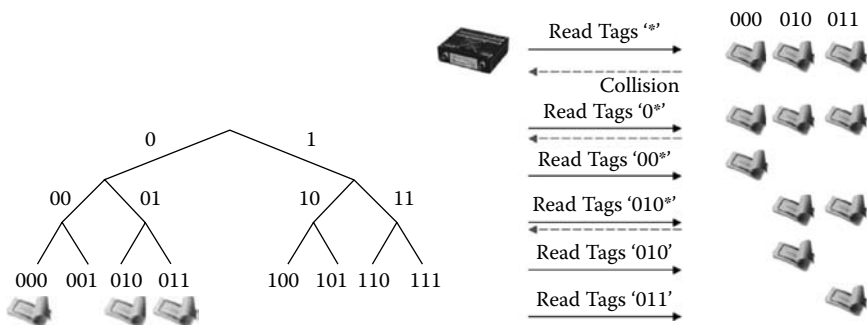 0 1
00 01 10 11
000 001 010 011 100 101 110 111
000 010 011
Read Tags ‘*’
Collision
Read Tags ‘0*’
Read Tags ‘00*’
Read Tags ‘010*’
Read Tags ‘010’
Read Tags ‘011’